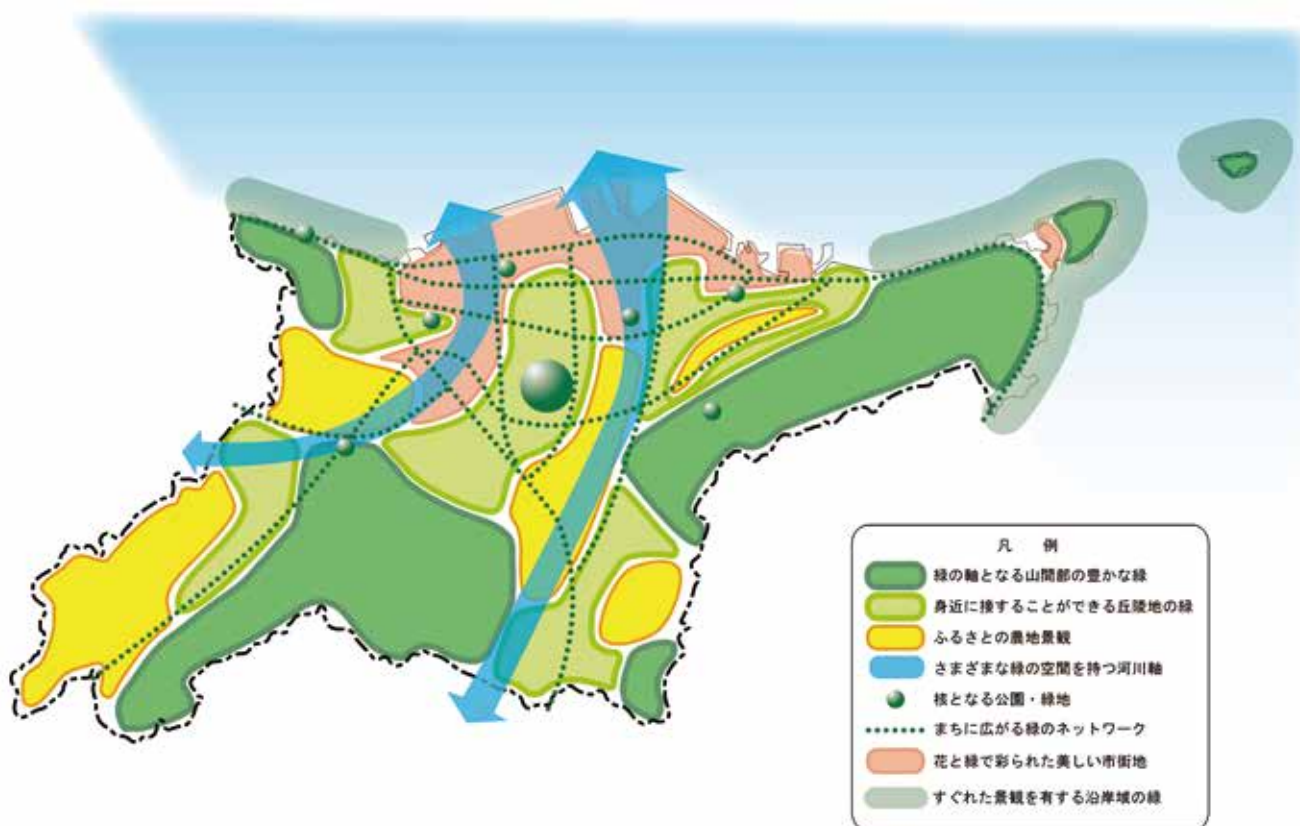 凡 例
緑の軸となる山間部の豊かな緑
身近に接することができる丘陵地の緑
ふるさとの農地景観
さまざまな緑の空間を持つ河川軸
核となる公園・緑地
まちに広がる緑のネットワーク
花と緑で彩られた美しい市街地
すぐれた景観を有する沿岸域の緑